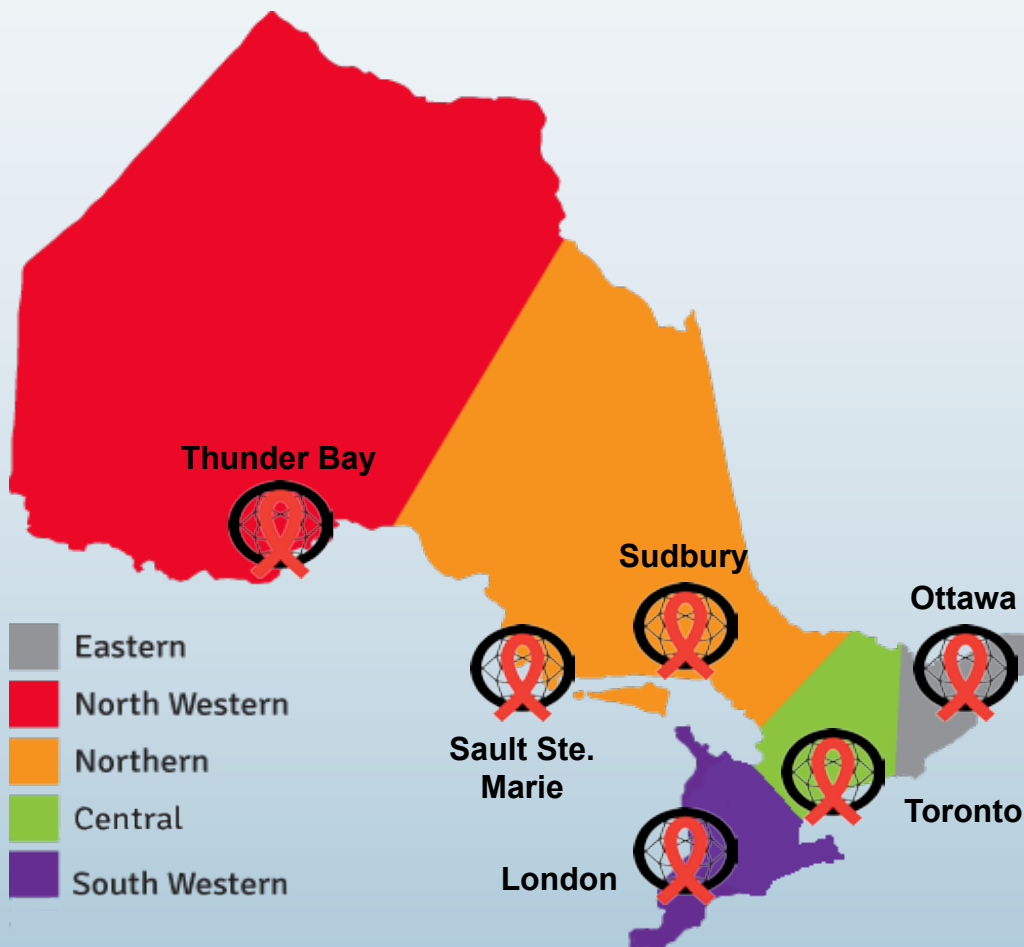 Thunder Bay
Sudbury
Ottawa
Eastern
North Western
Northern
Sault Ste.
Marie
Central
Toronto
South Western
London